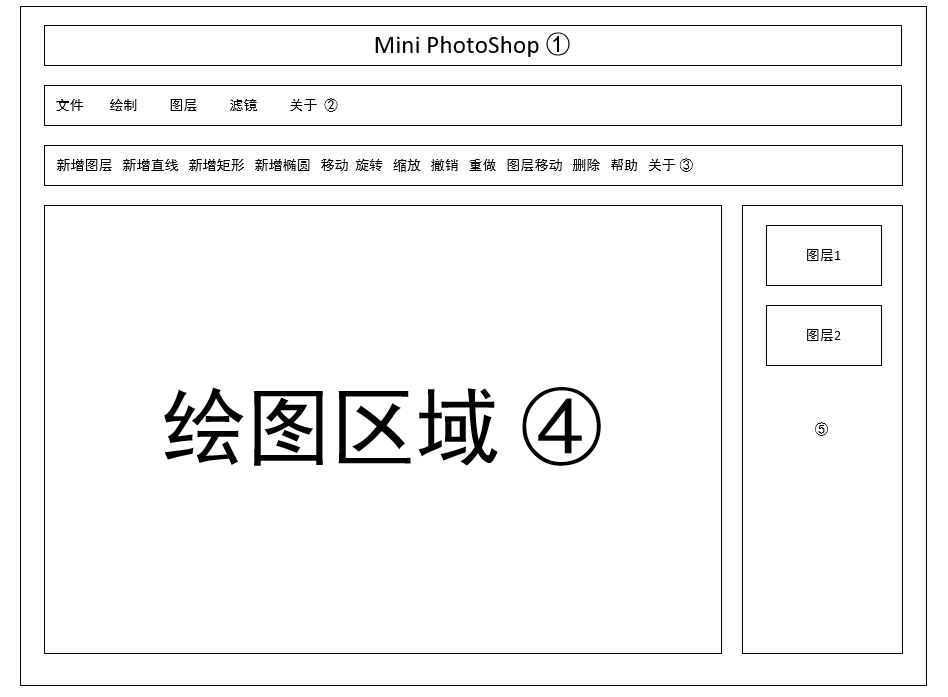 Mini PhotoShop ①
文件 绘制 图层 滤镜 关于 ②
新增图层 新增直线 新增矩形 新增椭圆 移动 旋转 缩放 撤销 重做 图层移动 删除 帮助 关于 ③
图层1
图层2
绘图区域 ④
⑤